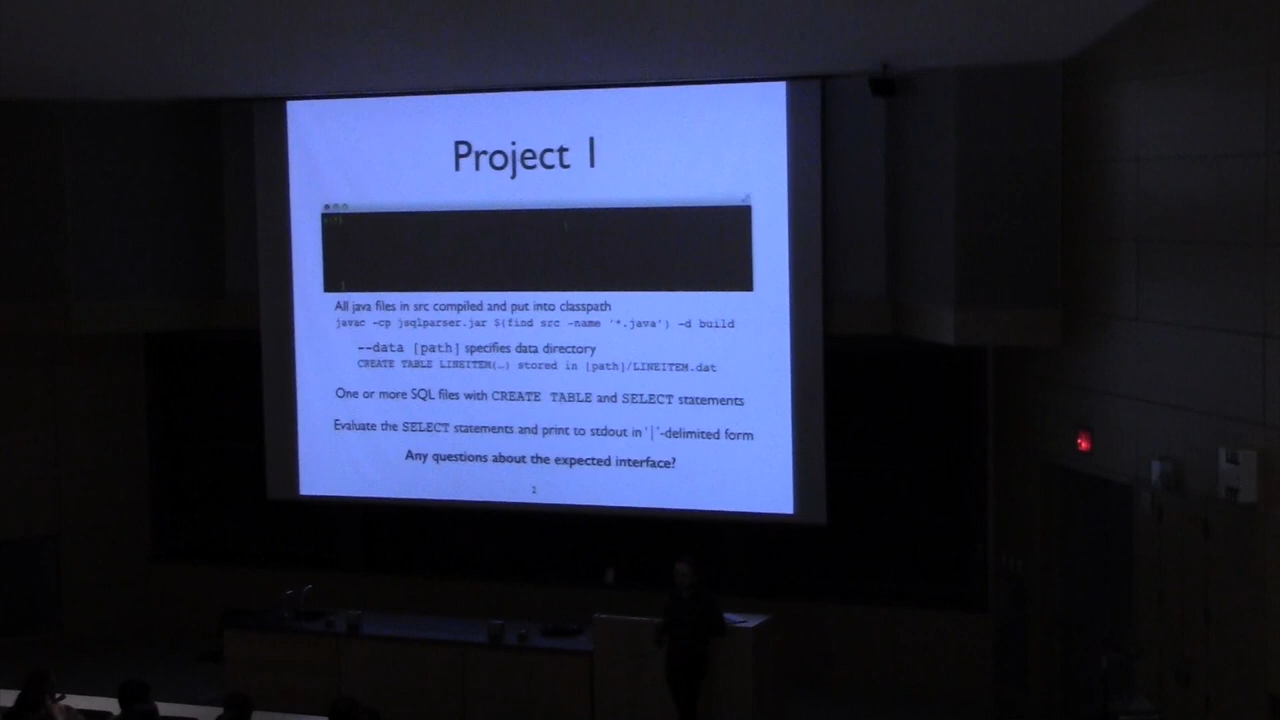 Project 1
All java files in src compiled and put into classpath
javac -cp jsqlparser.jar $(find src -name '*.java') -d build
--data [path] specifies data directory
CREATE TABLE LINEITEM(…) stored in [path]/LINEITEM.dat
One or more SQL files with CREATE TABLE and SELECT statements
Evaluate the SELECT statements and print to stdout in '|'-delimited form
Any questions about the expected interface?
2